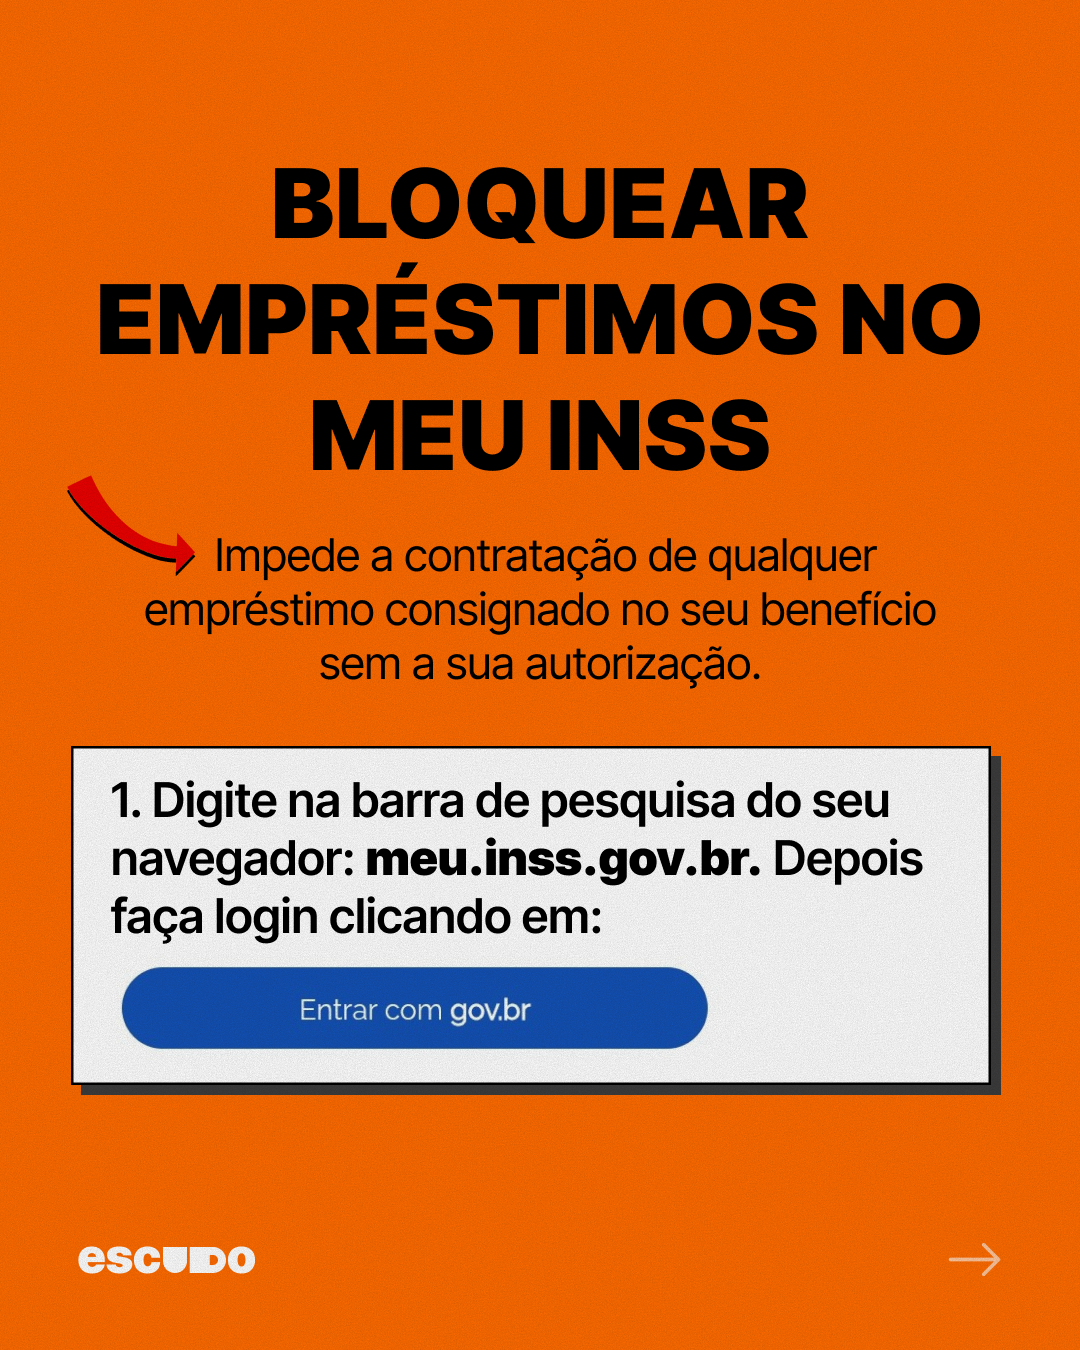 BLOQUEAR
EMPRÉSTIMOS NO
MEU INSS
Impede a contratação de qualquer
empréstimo consignado no seu benefício
sem a sua autorização.
1. Digite na barra de pesquisa do seu
navegador: meu.inss.gov.br. Depois
faça login clicando em:
Entrar com gov.br
escudo